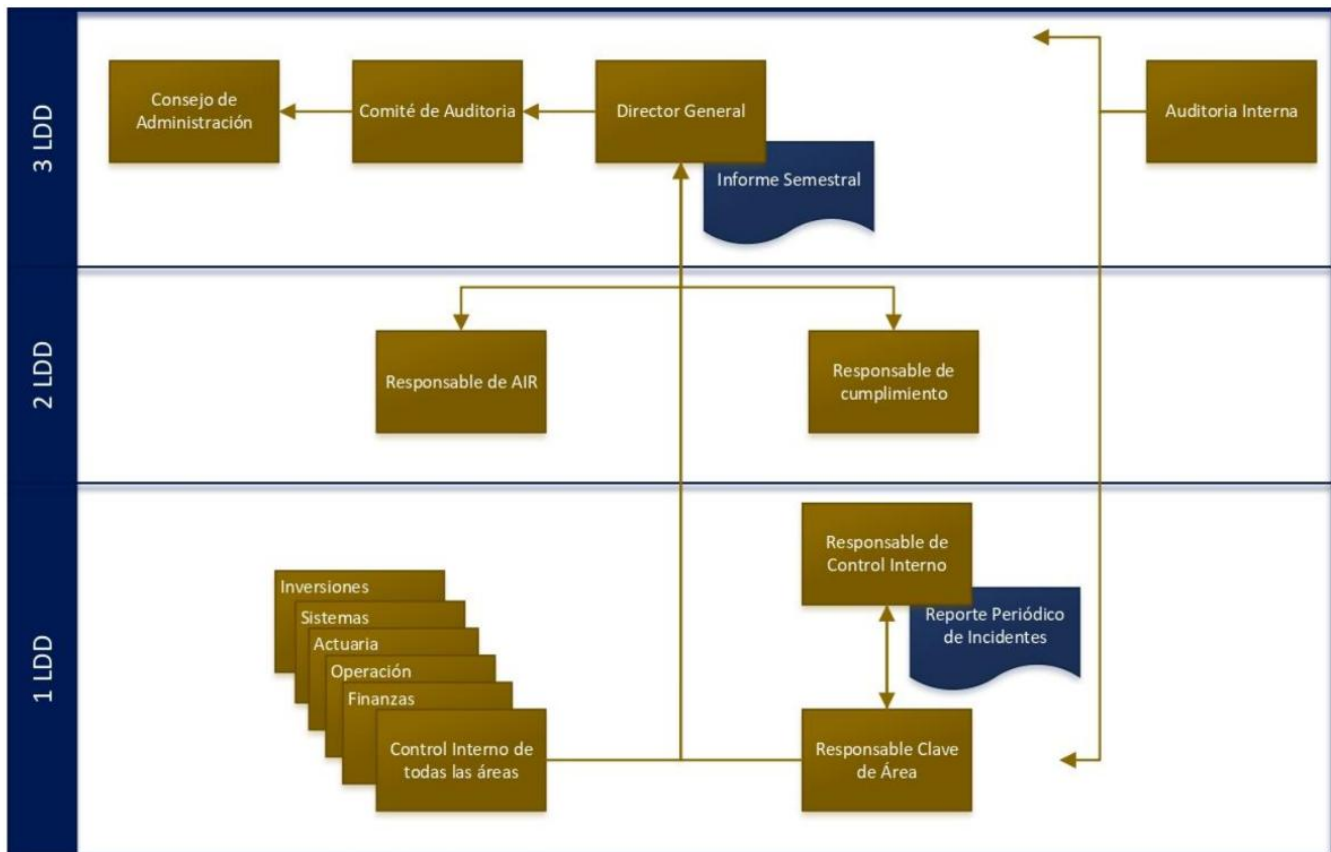 3 LDD
Consejo de
Administración
Comité de Auditoria
Director General
Informe Semestral
Auditoria Interna
2 LDD
Responsable de AIR
Responsable de
cumplimiento
1 LDD
Inversiones
Sistemas
Actuaria
Operación
Finanzas
Control Interno de
todas las áreas
Responsable de
Control Interno
Reporte Periódico
de Incidentes
Responsable Clave
de Área